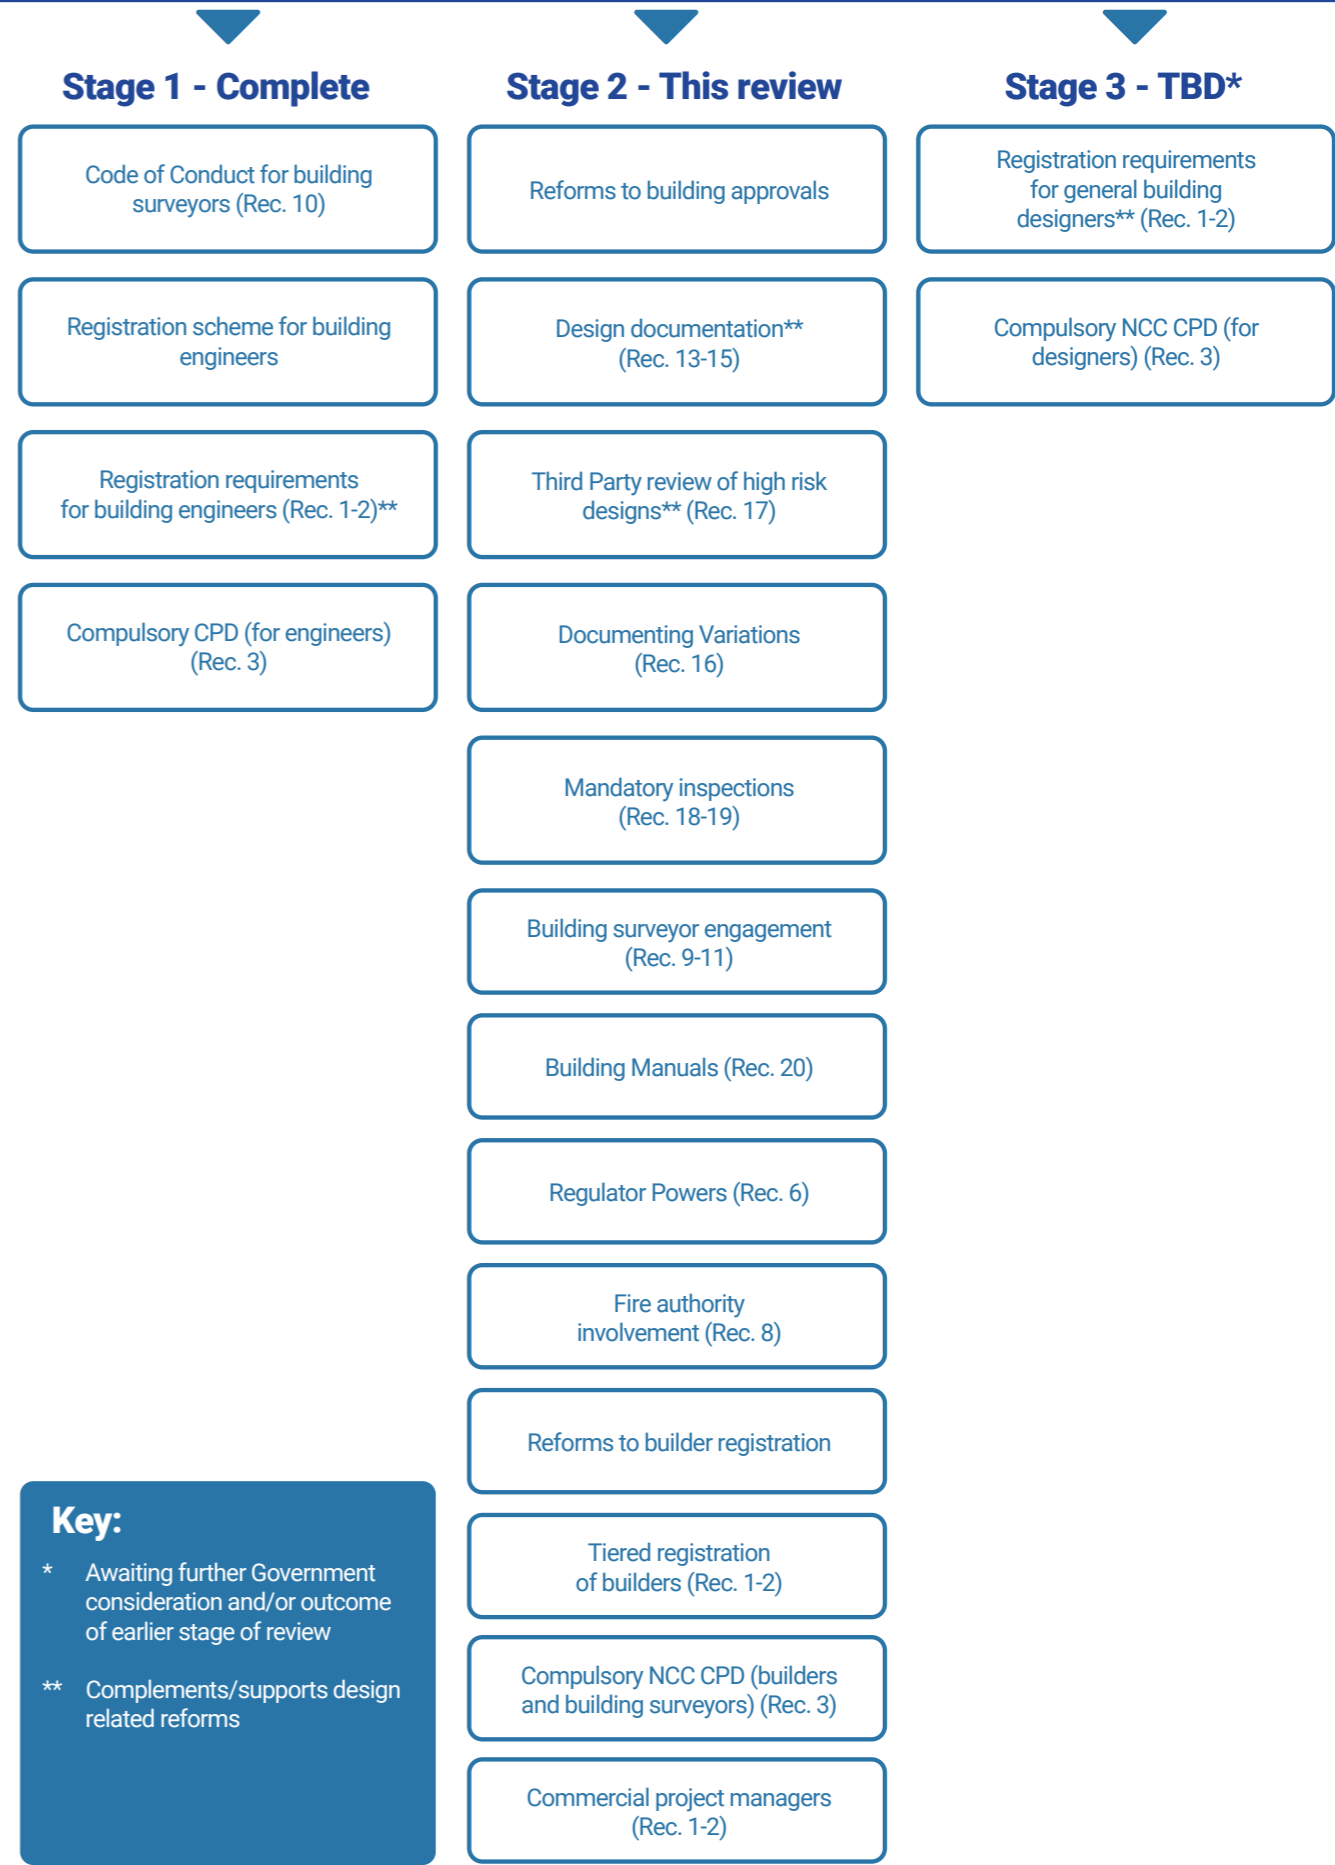 Stage 1 - Complete
Code of Conduct for building
surveyors (Rec. 10)
Registration scheme for building
engineers
Registration requirements
for building engineers (Rec. 1-2)**
Compulsory CPD (for engineers)
(Rec. 3)
Stage 2 - This review
Reforms to building approvals
Design documentation**
(Rec. 13-15)
Third Party review of high risk
designs** (Rec. 17)
Documenting Variations
(Rec. 16)
Mandatory inspections
(Rec. 18-19)
Building surveyor engagement
(Rec. 9-11)
Building Manuals (Rec. 20)
Regulator Powers (Rec. 6)
Fire authority
involvement (Rec. 8)
Reforms to builder registration
Tiered registration
of builders (Rec. 1-2)
Compulsory NCC CPD (builders
and building surveyors) (Rec. 3)
Commercial project managers
(Rec. 1-2)
Stage 3 - TBD*
Registration requirements
for general building
designers** (Rec. 1-2)
Compulsory NCC CPD (for
designers) (Rec. 3)
Key:
* Awaiting further Government
consideration and/or outcome
of earlier stage of review
** Complements/supports design
related reforms